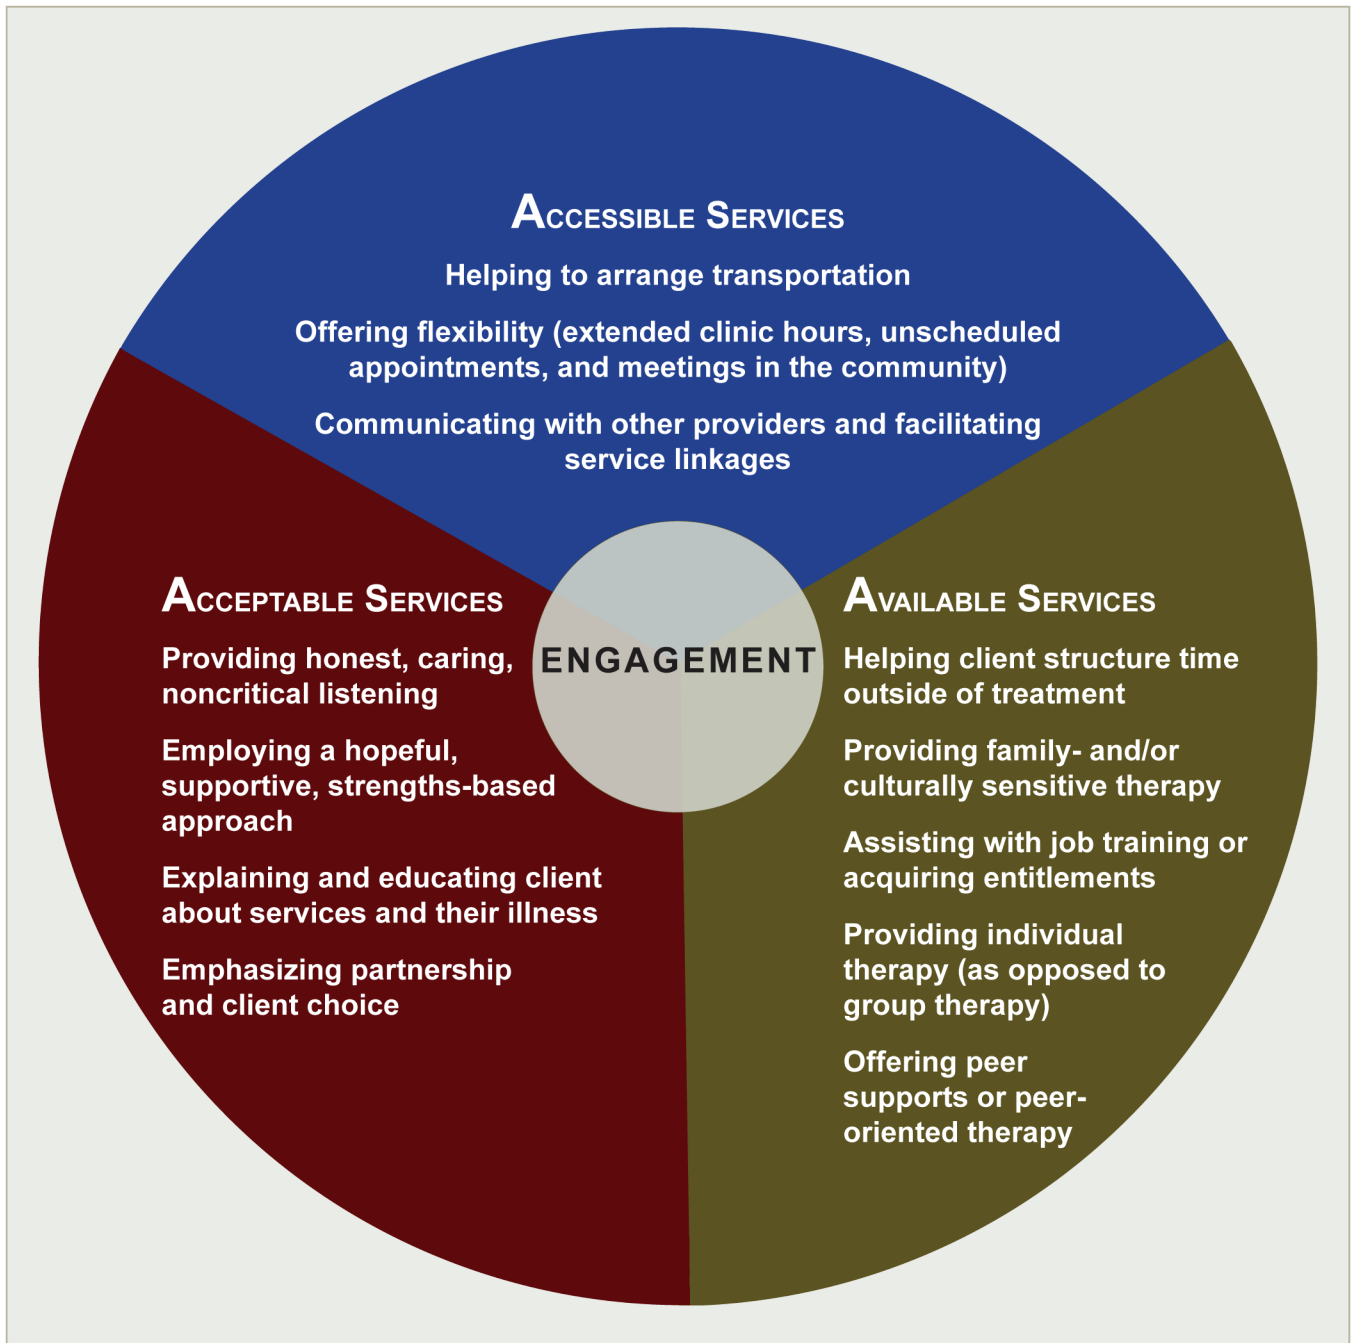 ACCESSIBLE SERVICES
Helping to arrange transportation
Offering flexibility (extended clinic hours, unscheduled
appointments, and meetings in the community)
Communicating with other providers and facilitating
service linkages
ACCEPTABLE SERVICES
Providing honest, caring,
noncritical listening
Employing a hopeful,
supportive, strengths-based
approach
Explaining and educating client
about services and their illness
Emphasizing partnership
and client choice
ENGAGEMENT
AVAILABLE SERVICES
Helping client structure time
outside of treatment
Providing family- and/or
culturally sensitive therapy
Assisting with job training or
acquiring entitlements
Providing individual
therapy (as opposed to
group therapy)
Offering peer
supports or peer-
oriented therapy